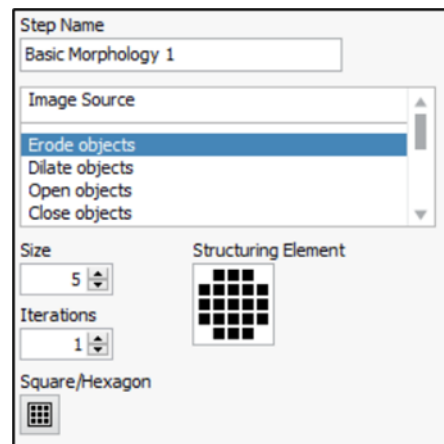 Step Name
Basic Morphology 1
Image Source
Erode objects
Dilate objects
Open objects
Close objects
Size
Structuring Element
5
Iterations
1
Square/Hexagon